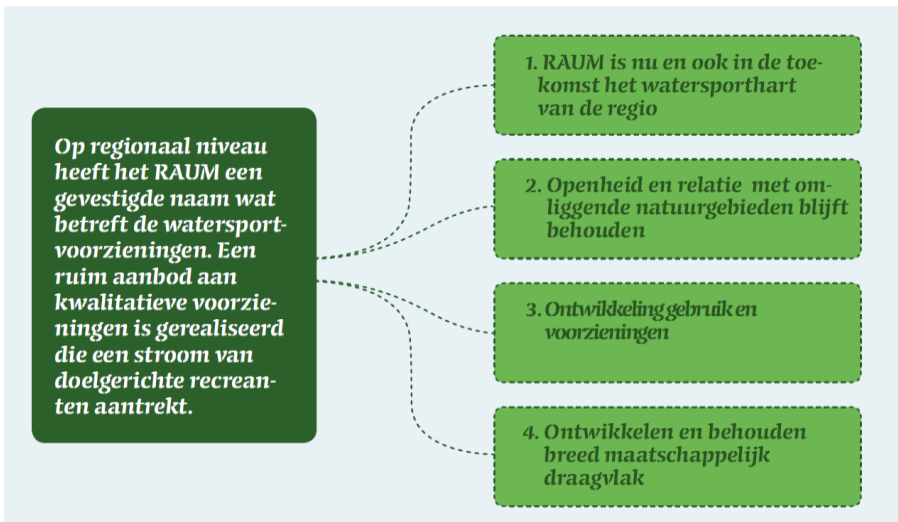 Op regionaal niveau
heeft het RAUM een
gevestigde naam wat
betreft de watersport-
voorzieningen. Een
ruim aanbod aan
kwalitatieve voorzie-
ningen is gerealiseerd
die een stroom van
doelgerichte recrean-
ten aantrekt.
1. RAUM is nu en ook in de toe-
komst het watersporthart
van de regio
2. Openheid en relatie met om-
liggende natuurgebieden blijft
behouden
3. Ontwikkeling gebruik en
voorzieningen
4. Ontwikkelen en behouden
breed maatschappelijk
draagvlak